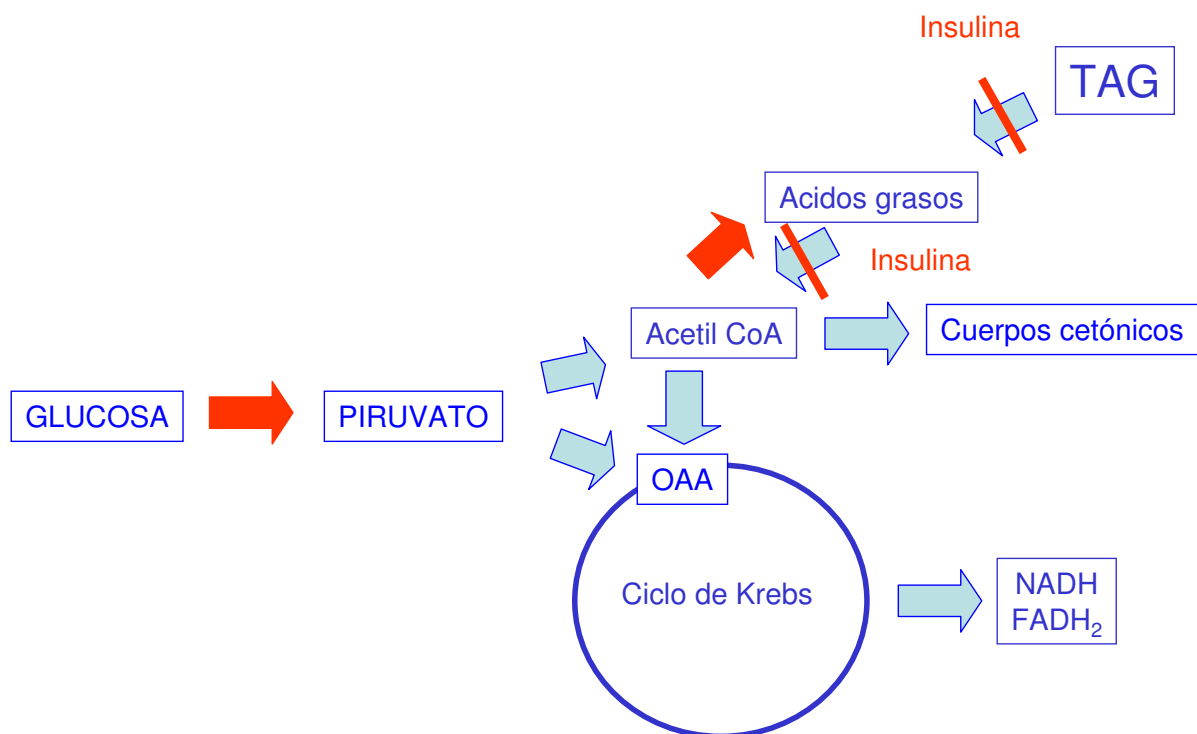 Insulina
TAG
Acidos grasos
Insulina
Acetil CoA
Cuerpos cetónicos
GLUCOSA
PIRUVATO
OAA
Ciclo de Krebs
NADH
FADH₂